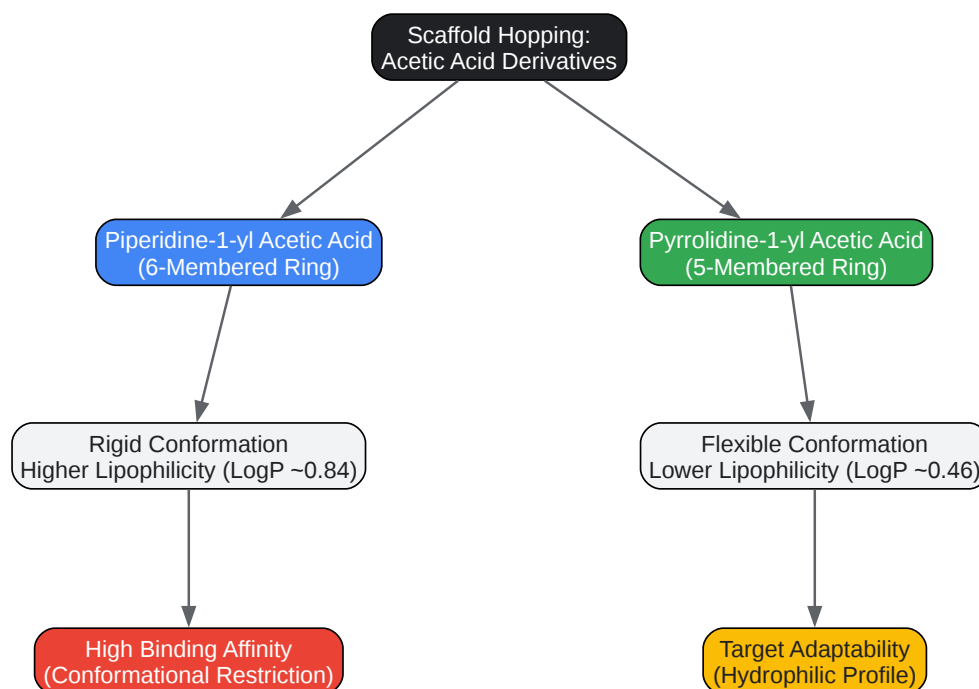 Scaffold Hopping:
Acetic Acid Derivatives
Piperidine-1-yl Acetic Acid
(6-Membered Ring)
Pyrrolidine-1-yl Acetic Acid
(5-Membered Ring)
Rigid Conformation
Higher Lipophilicity (LogP ~0.84)
Flexible Conformation
Lower Lipophilicity (LogP ~0.46)
High Binding Affinity
(Conformational Restriction)
Target Adaptability
(Hydrophilic Profile)